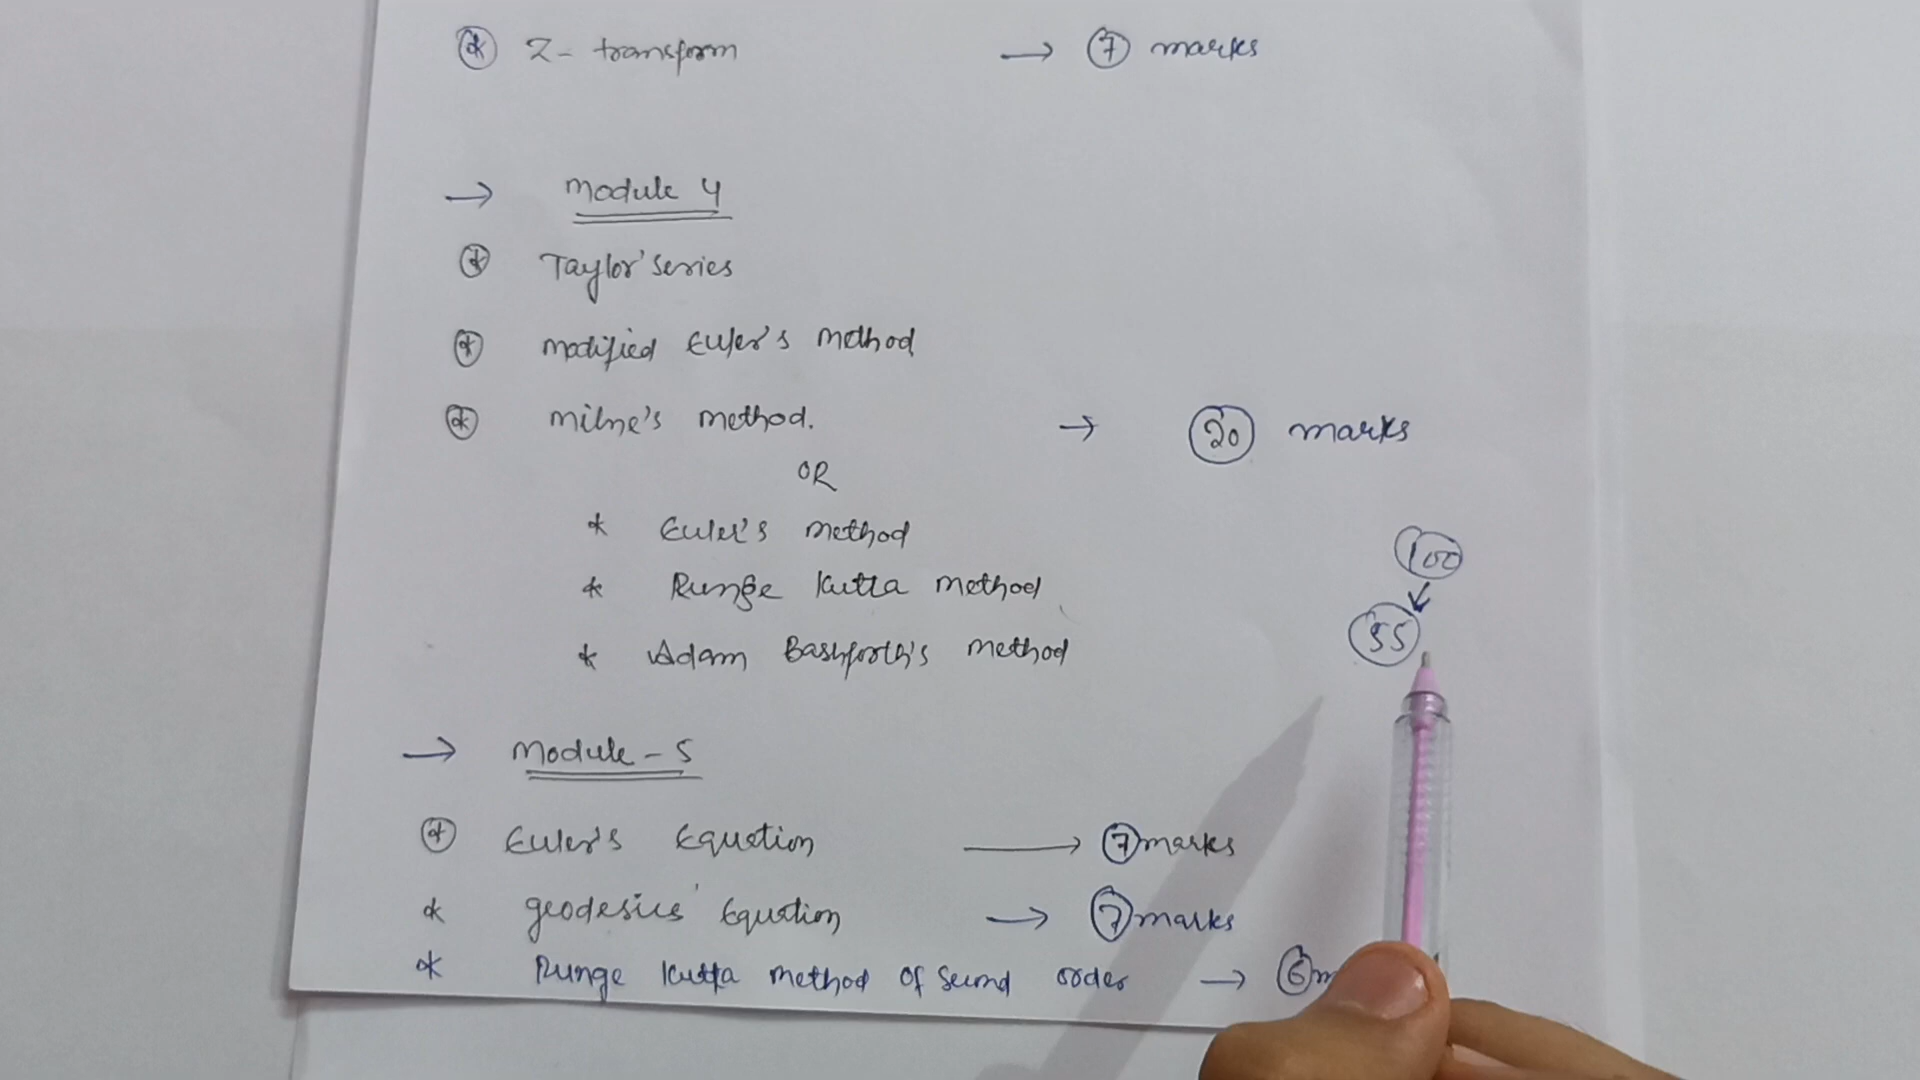 * Z - transform → 7 marks
→ Module 4
* Taylor' series
* modified Euler's method
* milne's method. → 20 marks
OR
* Euler's method
* Runge Kutta method
* Adam Bashforth's method
100
↓
35
→ Module - 5
* Euler's Equation → 7 marks
* geodesics' Equation → 7 marks
* Runge Kutta method of second order → 6 m